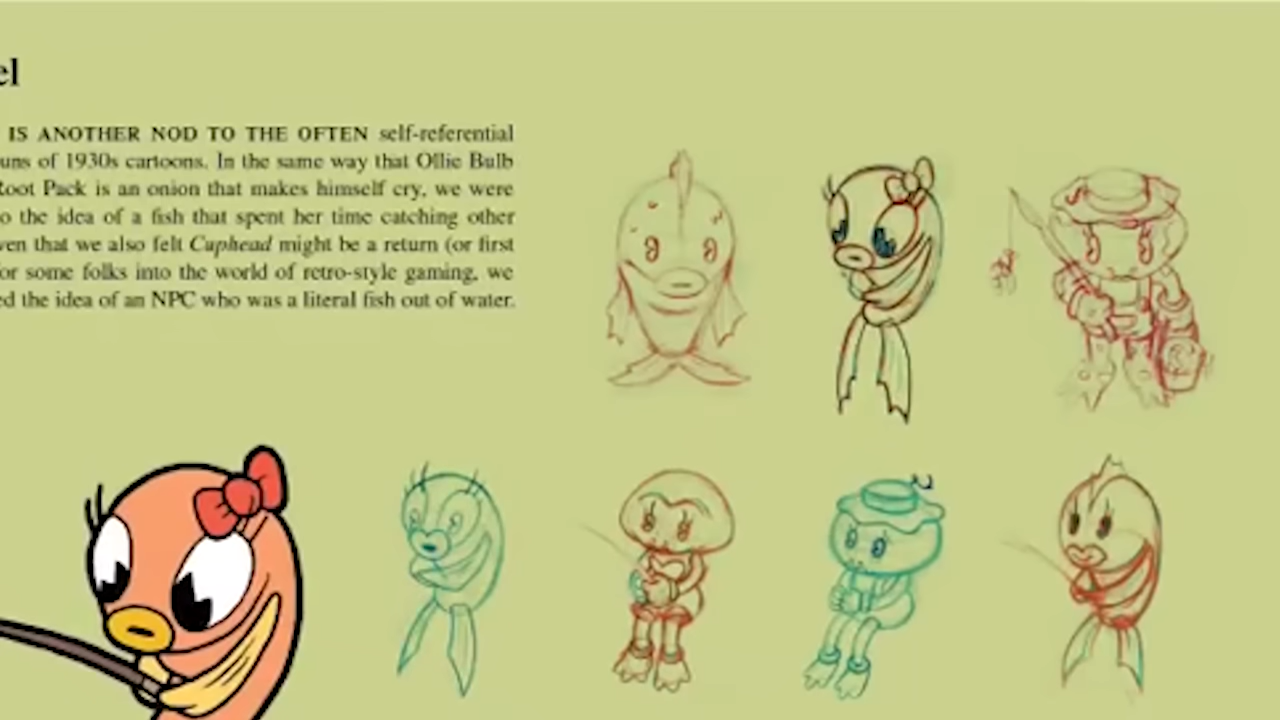 el
IS ANOTHER NOD TO THE OFTEN self-referential
uns of 1930s cartoons. In the same way that Ollie Bulb
Root Pack is an onion that makes himself cry, we were
o the idea of a fish that spent her time catching other
ven that we also felt Cuphead might be a return (or first
or some folks into the world of retro-style gaming, we
ed the idea of an NPC who was a literal fish out of water.